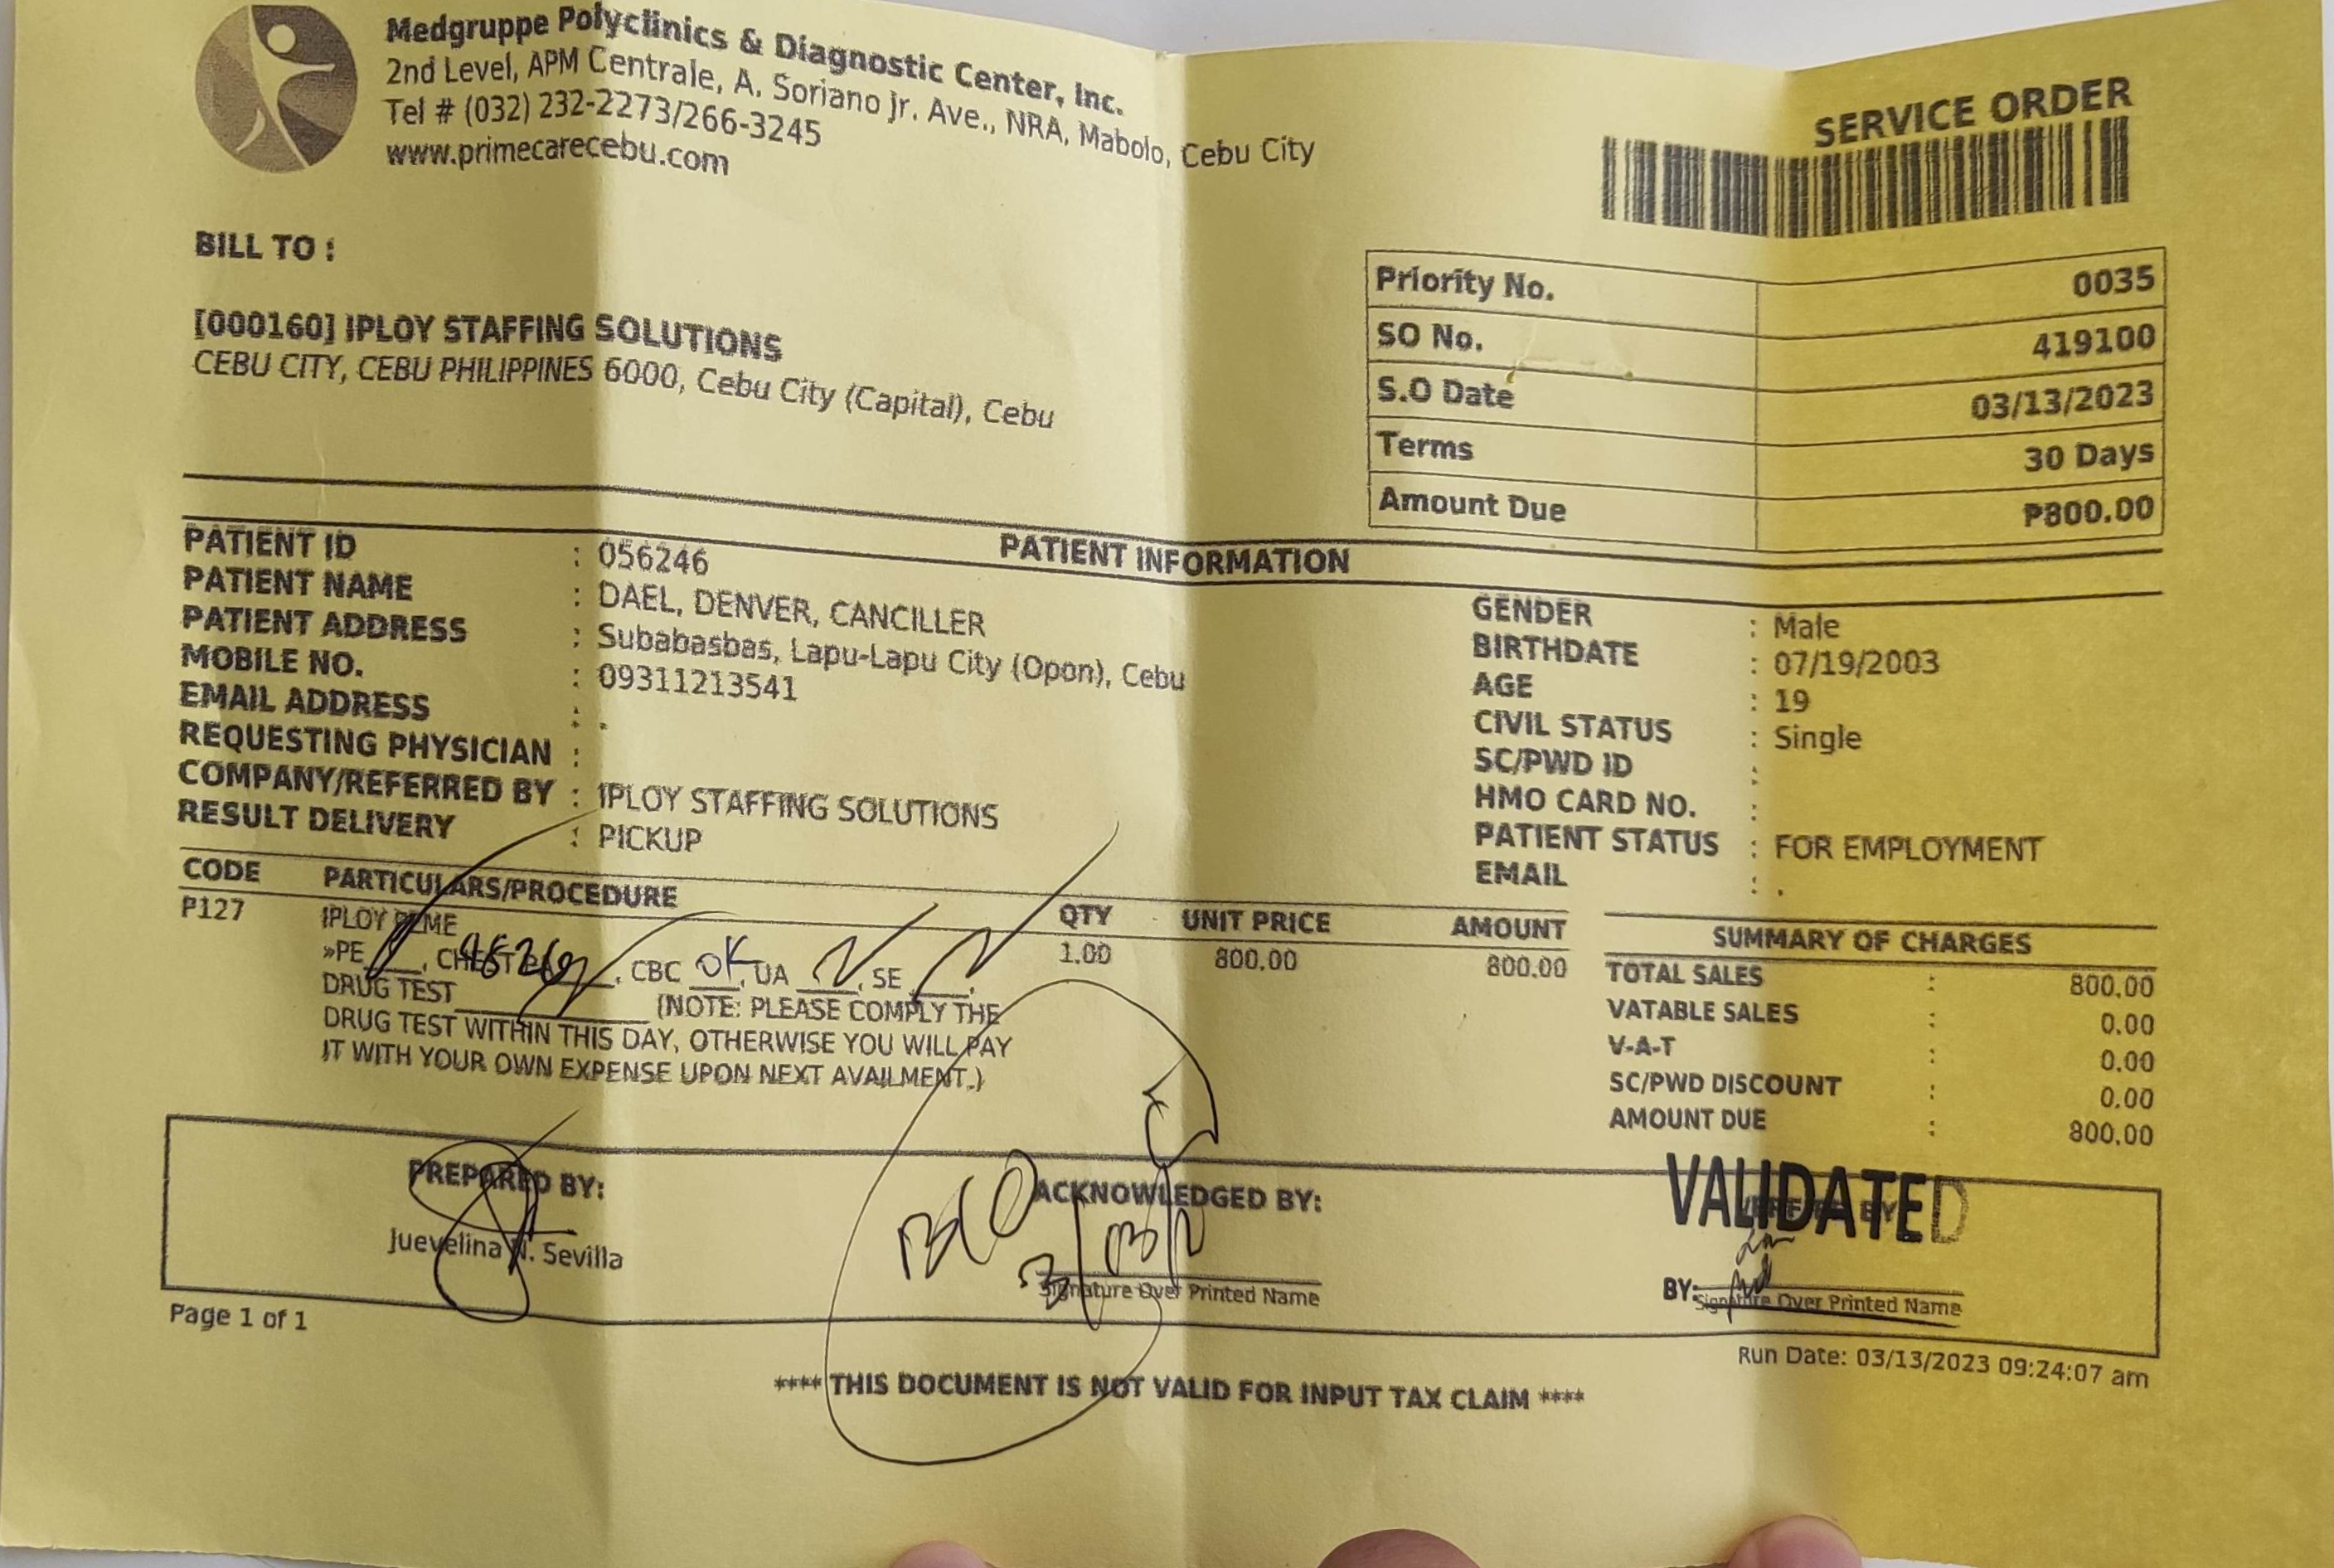 Medgruppe Polyclinics & Diagnostic Center, Inc.
2nd Level, APM Centrale, A. Soriano Jr. Ave., NRA, Mabolo, Cebu City
Tel # (032) 232-2273/266-3245
www.primecarecebu.com
SERVICE ORDER
BILL TO :
[000160] IPLOY STAFFING SOLUTIONS
CEBU CITY, CEBU PHILIPPINES 6000, Cebu City (Capital), Cebu
Priority No. 0035
SO No. 419100
S.O Date 03/13/2023
Terms 30 Days
Amount Due ₱800.00
PATIENT INFORMATION
PATIENT ID : 056246
PATIENT NAME : DAEL, DENVER, CANCILLER
PATIENT ADDRESS : Subabasbas, Lapu-Lapu City (Opon), Cebu
MOBILE NO. : 09311213541
EMAIL ADDRESS : .
REQUESTING PHYSICIAN :
COMPANY/REFERRED BY : IPLOY STAFFING SOLUTIONS
RESULT DELIVERY : PICKUP
GENDER : Male
BIRTHDATE : 07/19/2003
AGE : 19
CIVIL STATUS : Single
SC/PWD ID :
HMO CARD NO. :
PATIENT STATUS : FOR EMPLOYMENT
EMAIL : .
CODE PARTICULARS/PROCEDURE QTY UNIT PRICE AMOUNT
P127 IPLOY PEME 1.00 800.00 800.00
»PE ___, CHEST , CBC OK, UA ___, SE ___,
DRUG TEST ___ (NOTE: PLEASE COMPLY THE
DRUG TEST WITHIN THIS DAY, OTHERWISE YOU WILL PAY
IT WITH YOUR OWN EXPENSE UPON NEXT AVAILMENT.)
SUMMARY OF CHARGES
TOTAL SALES : 800.00
VATABLE SALES : 0.00
V-A-T : 0.00
SC/PWD DISCOUNT : 0.00
AMOUNT DUE : 800.00
PREPARED BY:
Juevelina N. Sevilla
ACKNOWLEDGED BY:
Signature Over Printed Name
VALIDATED
BY:
Signature Over Printed Name
Page 1 of 1
Run Date: 03/13/2023 09:24:07 am
**** THIS DOCUMENT IS NOT VALID FOR INPUT TAX CLAIM ****